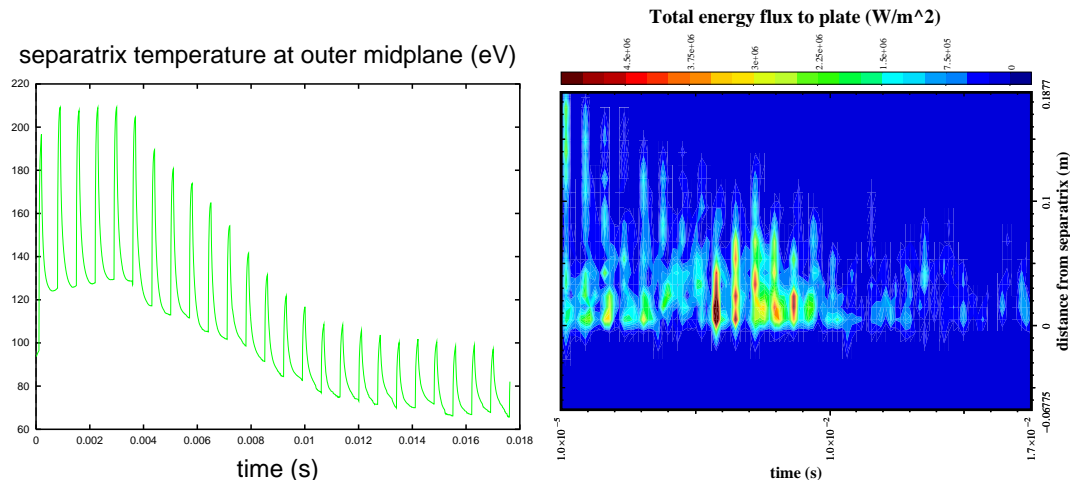 separatrix temperature at outer midplane (eV)
220
200
180
160
140
120
100
80
60
0
0.002
0.004
0.006
0.008
0.01
0.012
0.014
0.016
0.018
time (s)
Total energy flux to plate (W/m^2)
4.5e+06
3.75e+06
3e+06
2.25e+06
1.5e+06
7.5e+05
0
0.1877
0.1
0
−0.06775
distance from separatrix (m)
1.0×10⁻⁵
1.0×10⁻²
1.7×10⁻²
time (s)